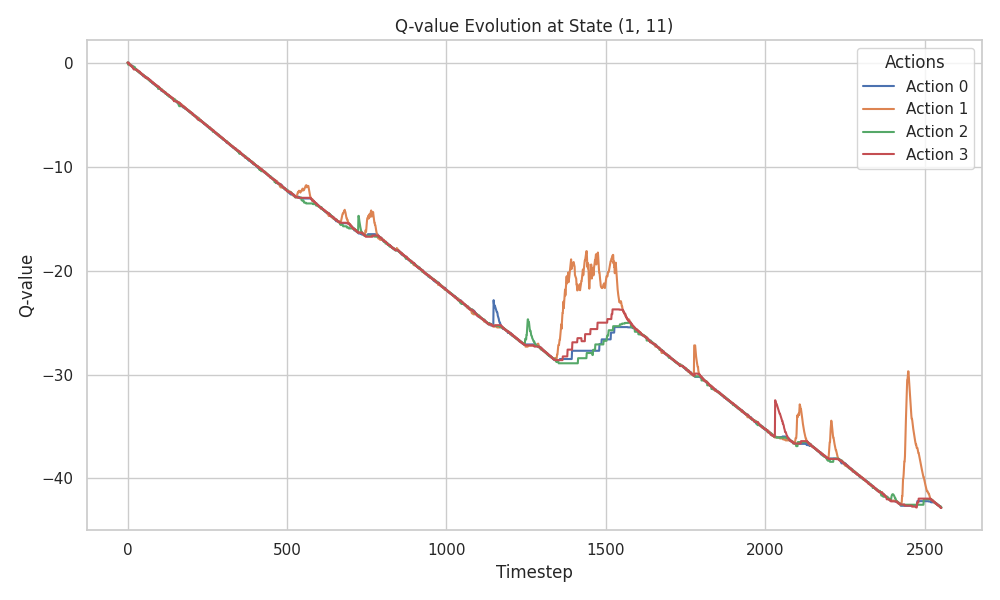 Q-value Evolution at State (1, 11)
Actions
Action 0
Action 1
Action 2
Action 3
Q-value
0
−10
−20
−30
−40
0 500 1000 1500 2000 2500
Timestep